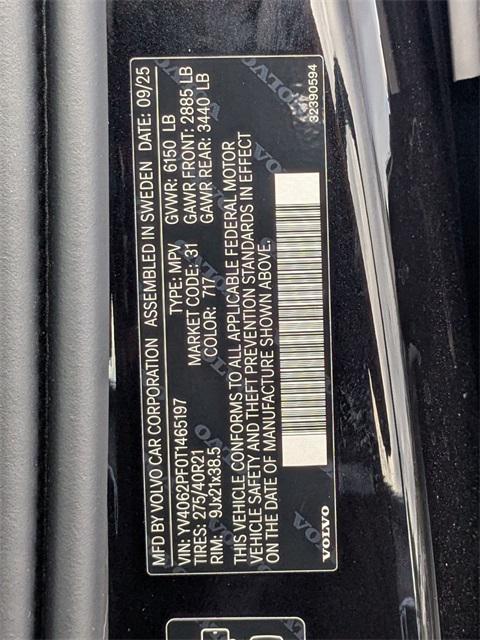 MFD BY VOLVO CAR CORPORATION ASSEMBLED IN SWEDEN DATE: 09/25
VIN: YV4062PF0T1465197 TYPE: MPV GVWR: 6150 LB
TIRES: 275/40R21 MARKET CODE: 31 GAWR FRONT: 2885 LB
RIM: 9Jx21x38.5 COLOR: 717 GAWR REAR: 3440 LB
THIS VEHICLE CONFORMS TO ALL APPLICABLE FEDERAL MOTOR
VEHICLE SAFETY AND THEFT PREVENTION STANDARDS IN EFFECT
ON THE DATE OF MANUFACTURE SHOWN ABOVE.
VOLVO
32390594